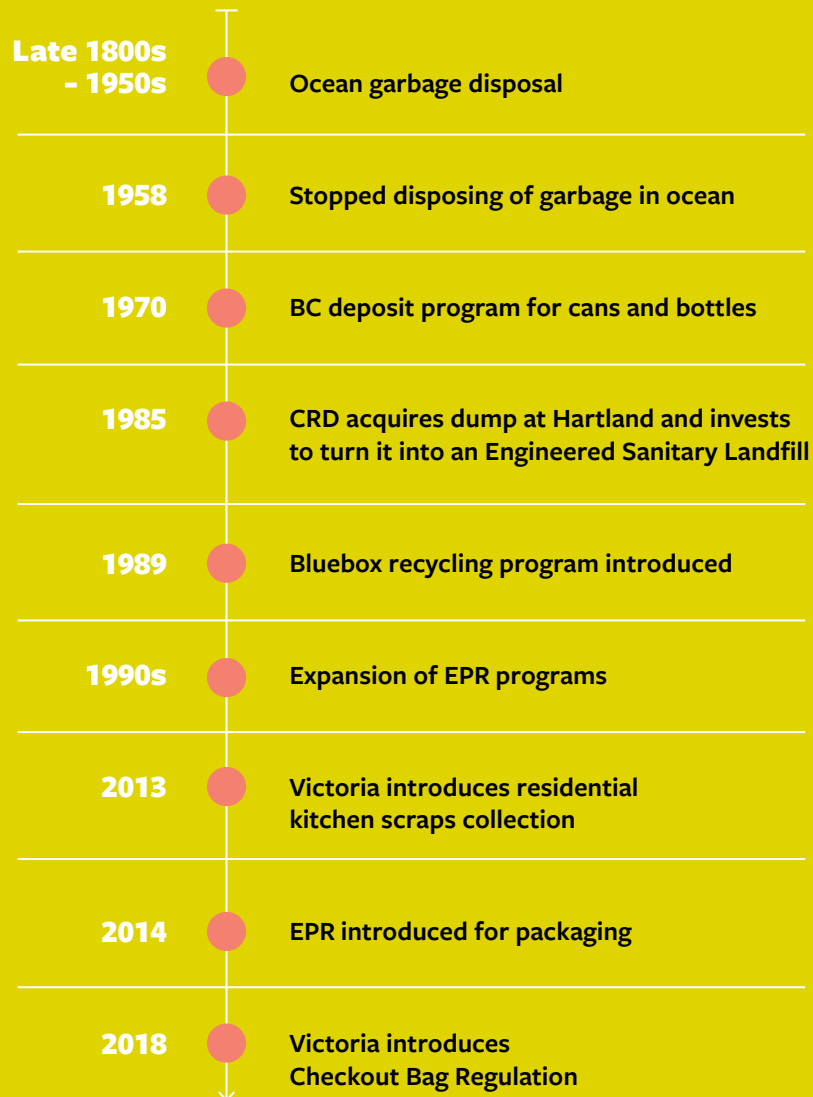 Late 1800s
– 1950s
Ocean garbage disposal
1958
Stopped disposing of garbage in ocean
1970
BC deposit program for cans and bottles
1985
CRD acquires dump at Hartland and invests
to turn it into an Engineered Sanitary Landfill
1989
Bluebox recycling program introduced
1990s
Expansion of EPR programs
2013
Victoria introduces residential
kitchen scraps collection
2014
EPR introduced for packaging
2018
Victoria introduces
Checkout Bag Regulation